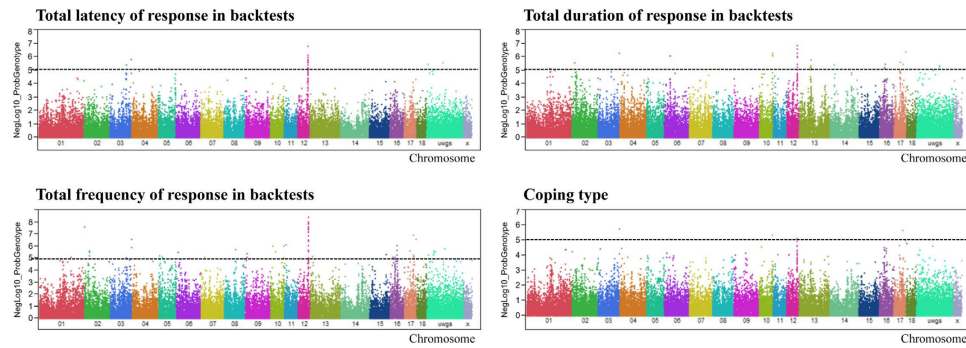 Total latency of response in backtests
NegLog10_ProbGenotype
8
7
6
5
4
3
2
1
0
01 02 03 04 05 06 07 08 09 10 11 12 13 14 15 16 17 18 uwgs x
Chromosome
Total duration of response in backtests
NegLog10_ProbGenotype
8
7
6
5
4
3
2
1
0
01 02 03 04 05 06 07 08 09 10 11 12 13 14 15 16 17 18 uwgs x
Chromosome
Total frequency of response in backtests
NegLog10_ProbGenotype
8
7
6
5
4
3
2
1
0
01 02 03 04 05 06 07 08 09 10 11 12 13 14 15 16 17 18 uwgs x
Chromosome
Coping type
NegLog10_ProbGenotype
7
6
5
4
3
2
1
0
01 02 03 04 05 06 07 08 09 10 11 12 13 14 15 16 17 18 uwgs x
Chromosome